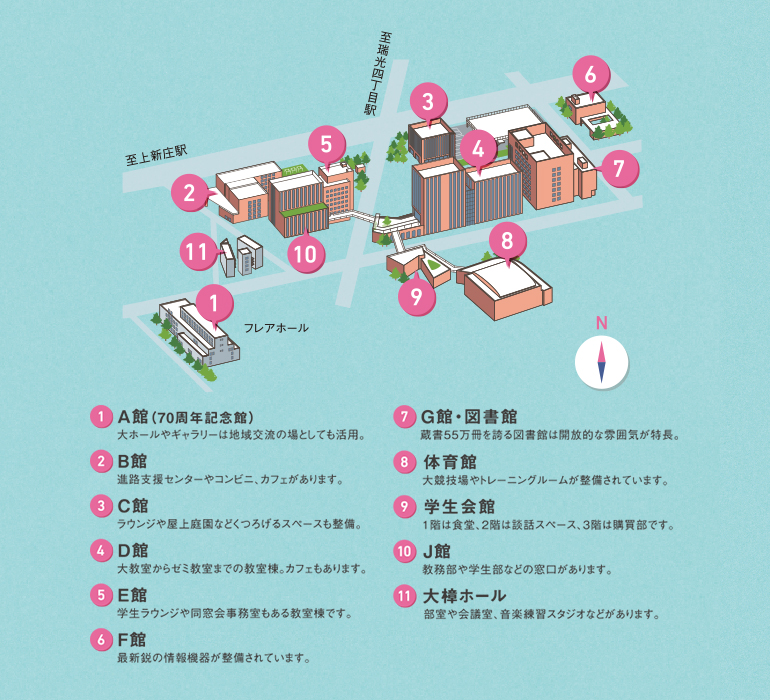 至瑞光四丁目駅
至上新庄駅
6
3
5
4
7
2
11
10
8
9
1
フレアホール
N
1 A館(70周年記念館)
大ホールやギャラリーは地域交流の場としても活用。
2 B館
進路支援センターやコンビニ、カフェがあります。
3 C館
ラウンジや屋上庭園などくつろげるスペースも整備。
4 D館
大教室からゼミ教室までの教室棟。カフェもあります。
5 E館
学生ラウンジや同窓会事務室もある教室棟です。
6 F館
最新鋭の情報機器が整備されています。
7 G館・図書館
蔵書55万冊を誇る図書館は開放的な雰囲気が特長。
8 体育館
大競技場やトレーニングルームが整備されています。
9 学生会館
1階は食堂、2階は談話スペース、3階は購買部です。
10 J館
教務部や学生部などの窓口があります。
11 大樟ホール
部室や会議室、音楽練習スタジオなどがあります。